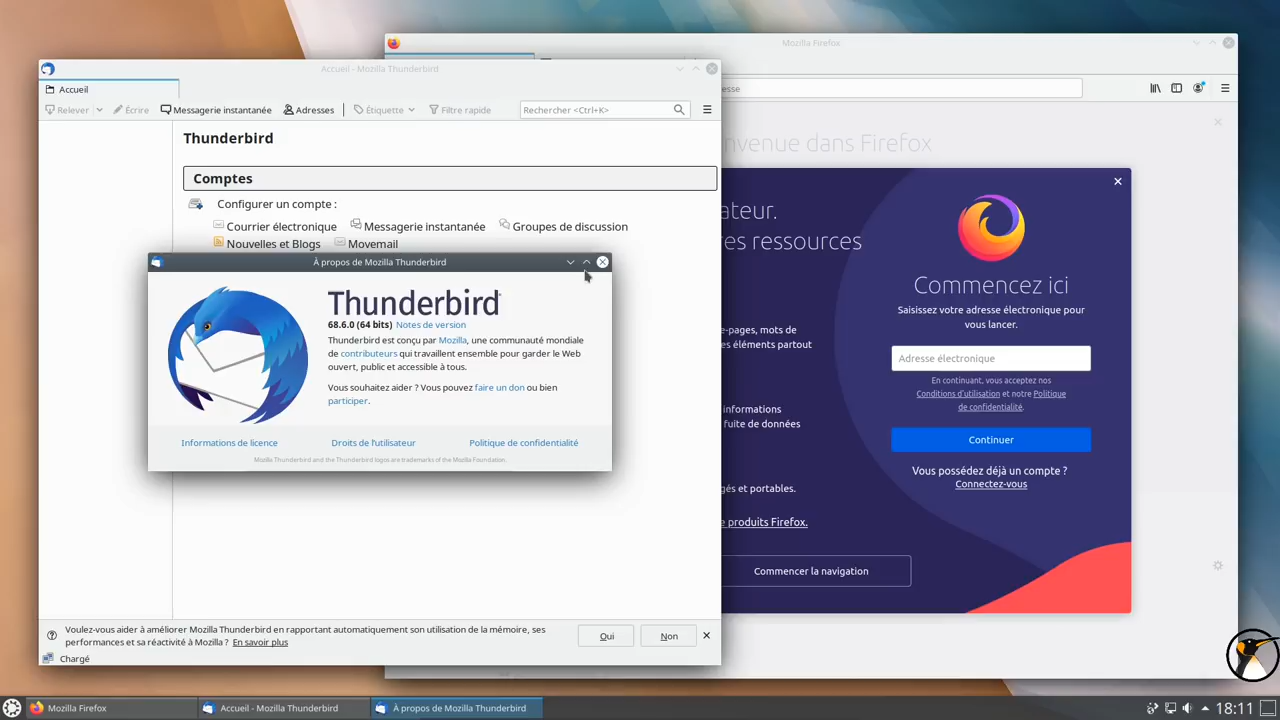 Mozilla Firefox
Accueil - Mozilla Thunderbird
Accueil
Relever
Écrire
Messagerie instantanée
Adresses
Étiquette
Filtre rapide
Rechercher <Ctrl+K>
esse
Thunderbird
nvenue dans Firefox
Comptes
Configurer un compte :
Courrier électronique
Messagerie instantanée
Groupes de discussion
Nouvelles et Blogs
Movemail
À propos de Mozilla Thunderbird
Thunderbird
68.6.0 (64 bits) Notes de version
Thunderbird est conçu par Mozilla, une communauté mondiale
de contributeurs qui travaillent ensemble pour garder le Web
ouvert, public et accessible à tous.
Vous souhaitez aider ? Vous pouvez faire un don ou bien
participer.
Informations de licence
Droits de l'utilisateur
Politique de confidentialité
Mozilla Thunderbird and the Thunderbird logos are trademarks of the Mozilla Foundation.
ateur.
res ressources
e-pages, mots de
es éléments partout
informations
fuite de données
gés et portables.
e produits Firefox.
Commencer la navigation
Commencez ici
Saisissez votre adresse électronique pour
vous lancer.
Adresse électronique
En continuant, vous acceptez nos
Conditions d'utilisation et notre Politique
de confidentialité.
Continuer
Vous possédez déjà un compte ?
Connectez-vous
Voulez-vous aider à améliorer Mozilla Thunderbird en rapportant automatiquement son utilisation de la mémoire, ses
performances et sa réactivité à Mozilla ? En savoir plus
Oui
Non
Chargé
Mozilla Firefox
Accueil - Mozilla Thunderbird
À propos de Mozilla Thunderbird
18:11